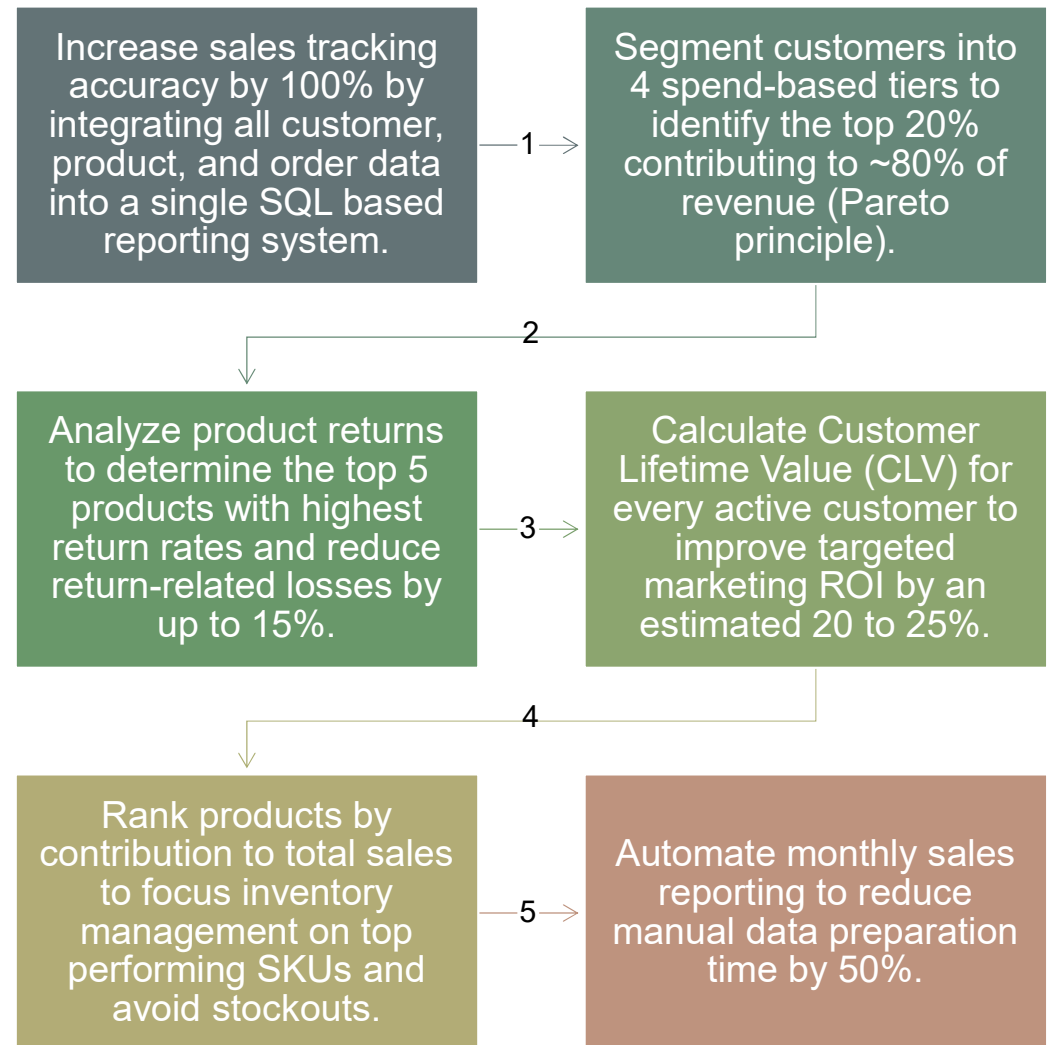 Increase sales tracking
accuracy by 100% by
integrating all customer,
product, and order data
into a single SQL based
reporting system.
1
Segment customers into
4 spend-based tiers to
identify the top 20%
contributing to ~80% of
revenue (Pareto
principle).
2
Analyze product returns
to determine the top 5
products with highest
return rates and reduce
return-related losses by
up to 15%.
3
Calculate Customer
Lifetime Value (CLV) for
every active customer to
improve targeted
marketing ROI by an
estimated 20 to 25%.
4
Rank products by
contribution to total sales
to focus inventory
management on top
performing SKUs and
avoid stockouts.
5
Automate monthly sales
reporting to reduce
manual data preparation
time by 50%.